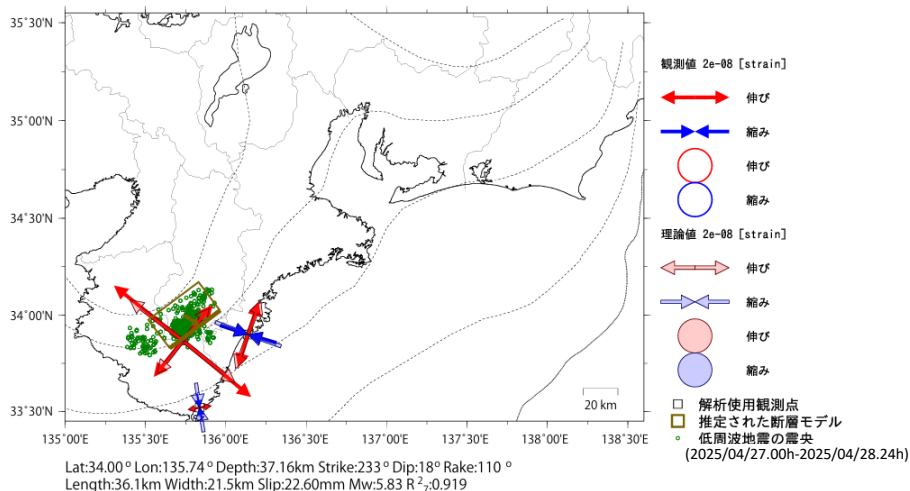 35°30'N
35°00'N
34°30'N
34°00'N
33°30'N
135°00'E 135°30'E 136°00'E 136°30'E 137°00'E 137°30'E 138°00'E 138°30'E
20 km
観測値 2e-08 [strain]
伸び
縮み
伸び
縮み
理論値 2e-08 [strain]
伸び
縮み
伸び
縮み
解析使用観測点
推定された断層モデル
低周波地震の震央
(2025/04/27.00h-2025/04/28.24h)
Lat:34.00° Lon:135.74° Depth:37.16km Strike:233° Dip:18° Rake:110°
Length:36.1km Width:21.5km Slip:22.60mm Mw:5.83 R²₇:0.919